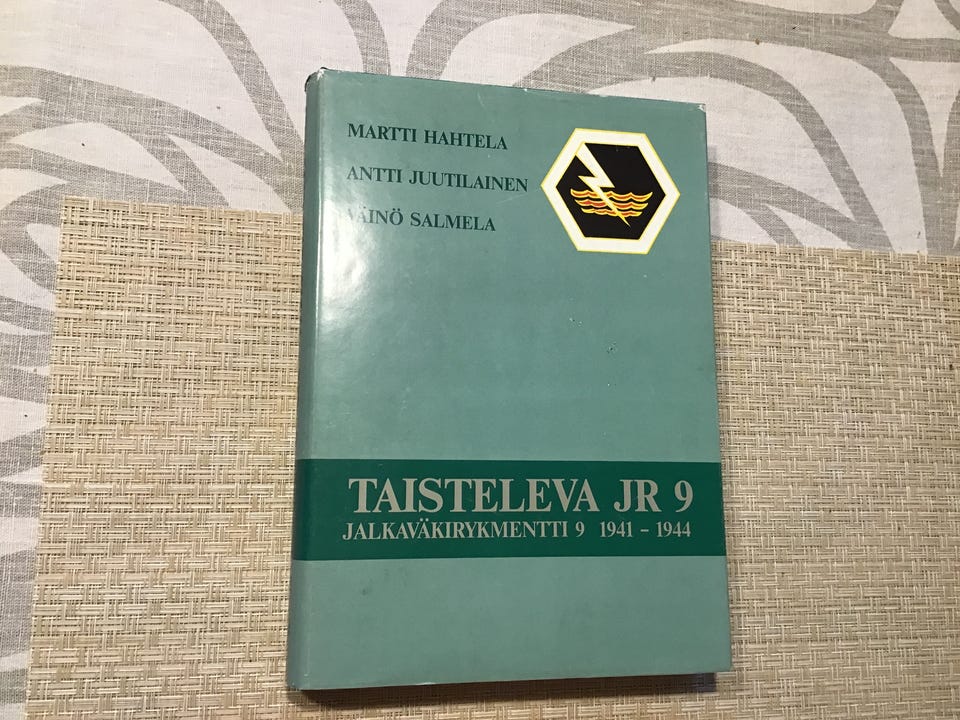 MARTTI HAHTELA
ANTTI JUUTILAINEN
VÄINÖ SALMELA
TAISTELEVA JR 9
JALKAVÄKIRYKMENTTI 9 1941 – 1944